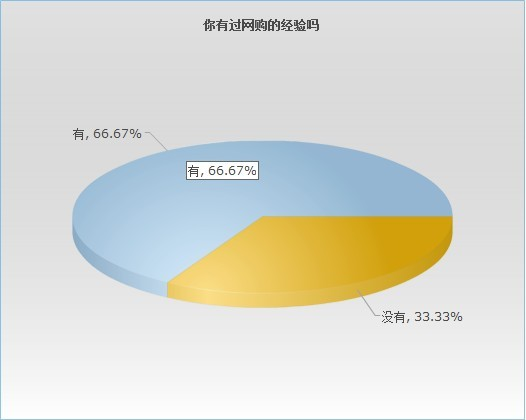 你有过网购的经验吗
有, 66.67%
有, 66.67%
没有, 33.33%